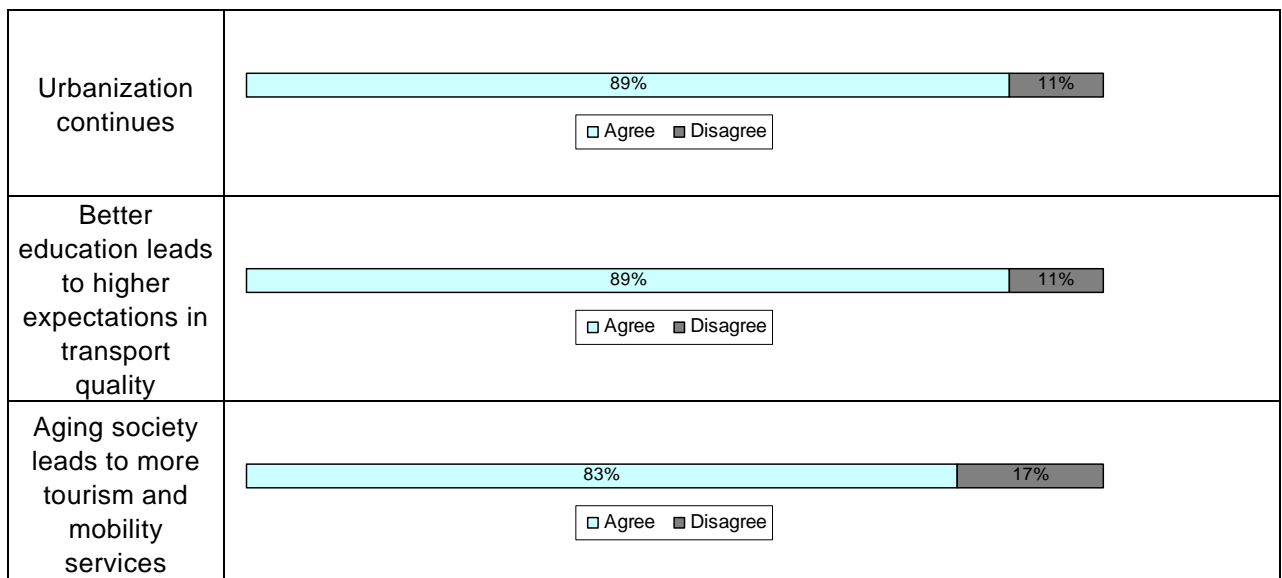 Urbanization
continues
89% 11%
Agree Disagree
Better
education leads
to higher
expectations in
transport
quality
89% 11%
Agree Disagree
Aging society
leads to more
tourism and
mobility
services
83% 17%
Agree Disagree